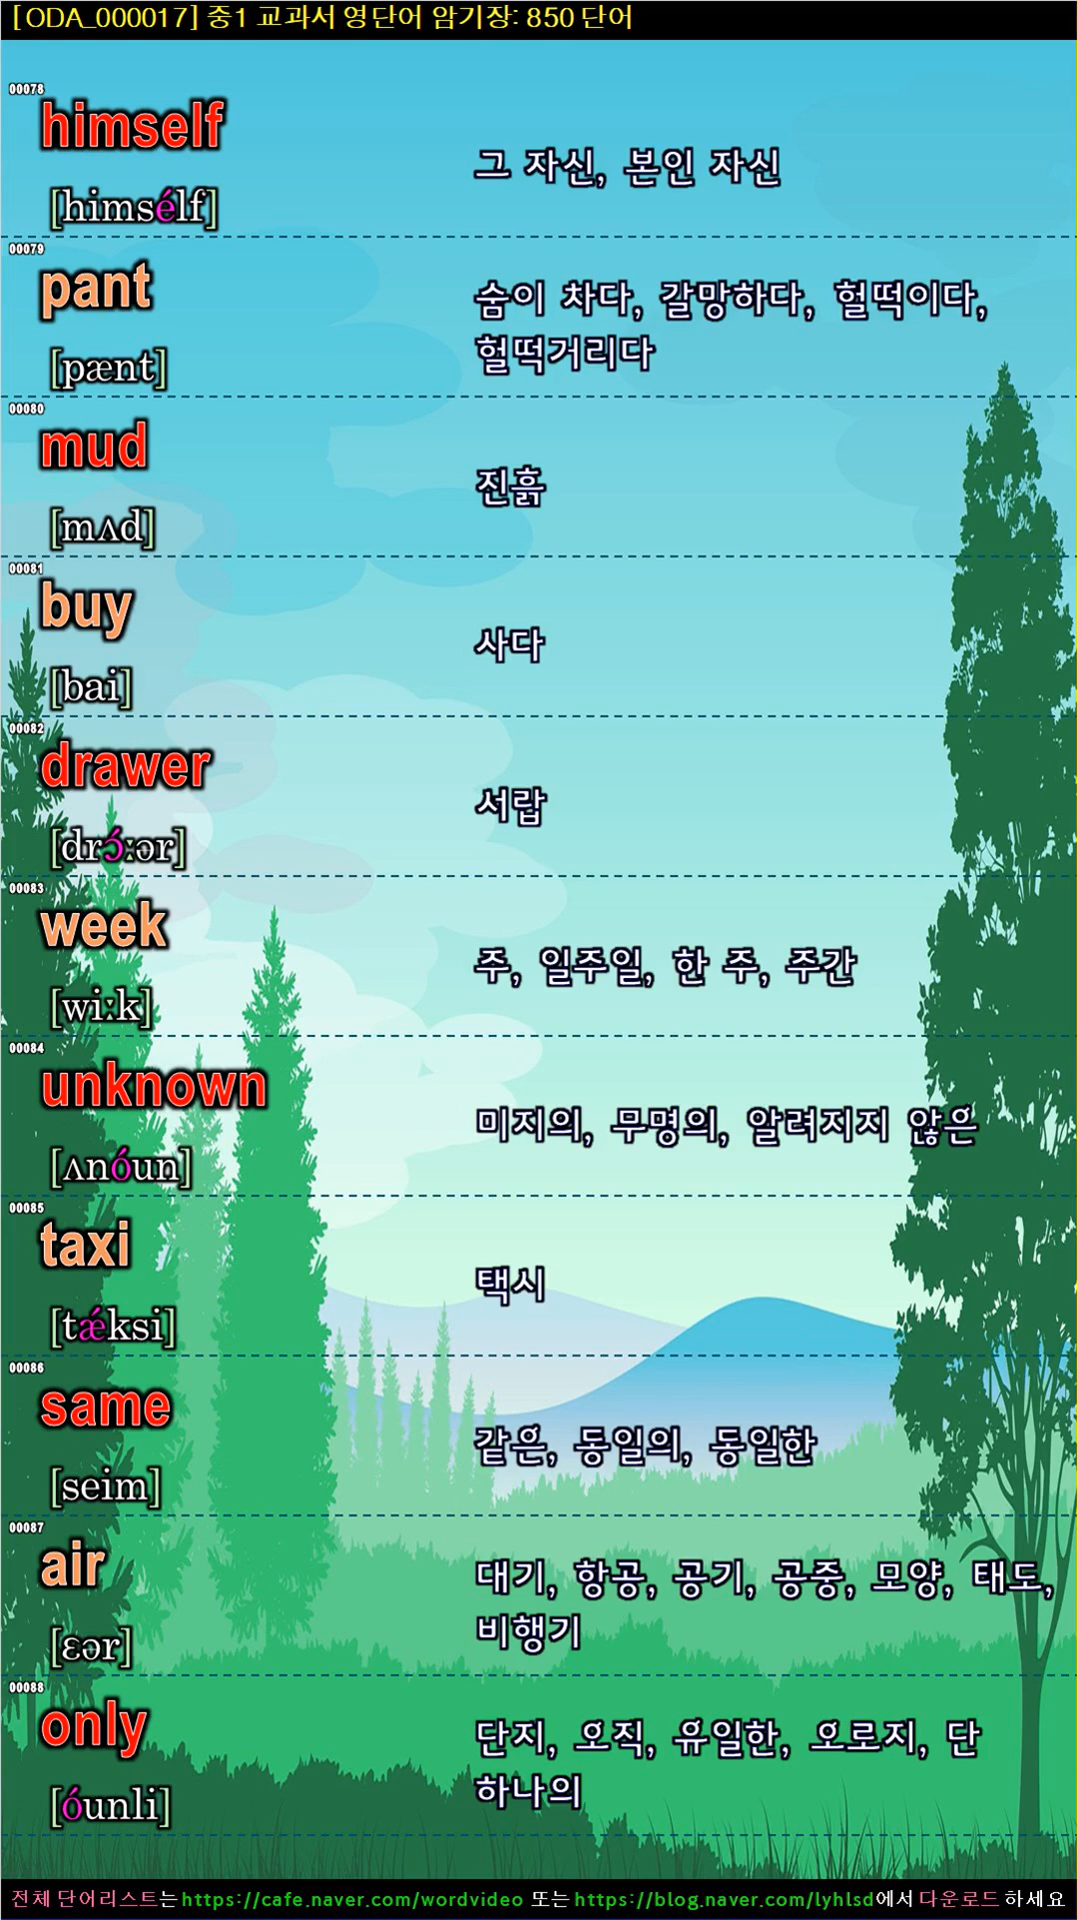 [ODA_000017] 중1 교과서 영단어 암기장: 850 단어
00078
himself
그 자신, 본인 자신
[himsélf]
00079
pant
숨이 차다, 갈망하다, 헐떡이다,
헐떡거리다
[pænt]
00080
mud
진흙
[mʌd]
00081
buy
사다
[bai]
00082
drawer
서랍
[drɔ́ːər]
00083
week
주, 일주일, 한 주, 주간
[wiːk]
00084
unknown
미지의, 무명의, 알려지지 않은
[ʌnóun]
00085
taxi
택시
[tǽksi]
00086
same
같은, 동일의, 동일한
[seim]
00087
air
대기, 항공, 공기, 공중, 모양, 태도,
비행기
[ɛər]
00088
only
단지, 오직, 유일한, 오로지, 단
하나의
[óunli]
전체 단어리스트는 https://cafe.naver.com/wordvideo 또는 https://blog.naver.com/lyhlsd에서 다운로드 하세요